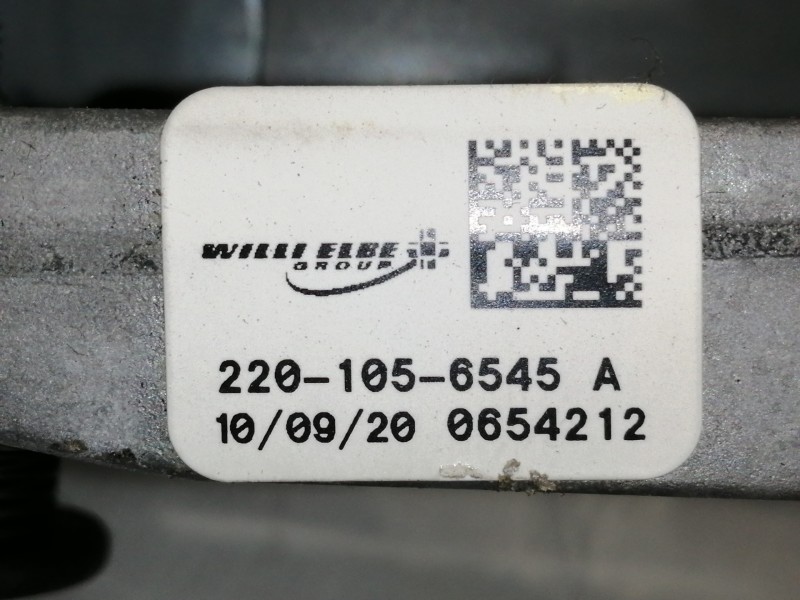 WILLI ELBE
GROUP
220-105-6545 A
10/09/20 0654212